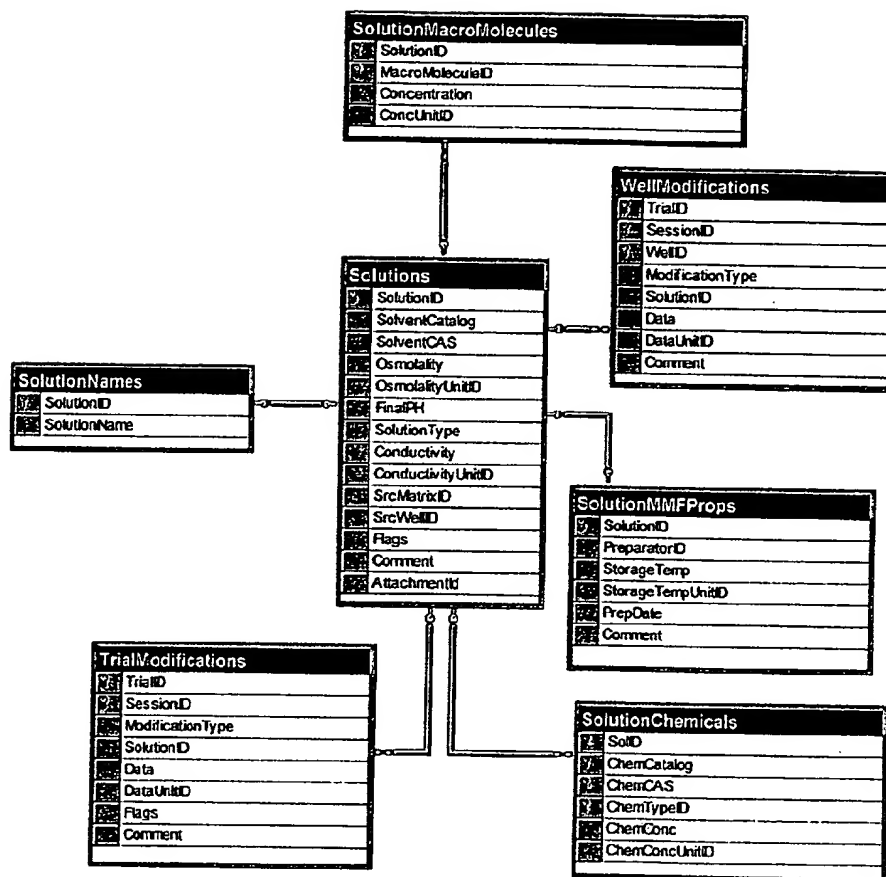 SolutionMacroMolecules
SolutionID
MacroMoleculeID
Concentration
ConcUnitID
WellModifications
TrialID
SessionID
WellID
ModificationType
SolutionID
Data
DataUnitID
Comment
Solutions
SolutionID
SolventCatalog
SolventCAS
Osmolality
OsmolalityUnitID
FinalPH
SolutionType
Conductivity
ConductivityUnitID
SrcMatrixID
SrcWellID
Flags
Comment
AttachmentId
SolutionNames
SolutionID
SolutionName
SolutionMMFProps
SolutionID
PreparatorID
StorageTemp
StorageTempUnitID
PrepDate
Comment
TrialModifications
TrialID
SessionID
ModificationType
SolutionID
Data
DataUnitID
Flags
Comment
SolutionChemicals
SolID
ChemCatalog
ChemCAS
ChemTypeID
ChemConc
ChemConcUnitID